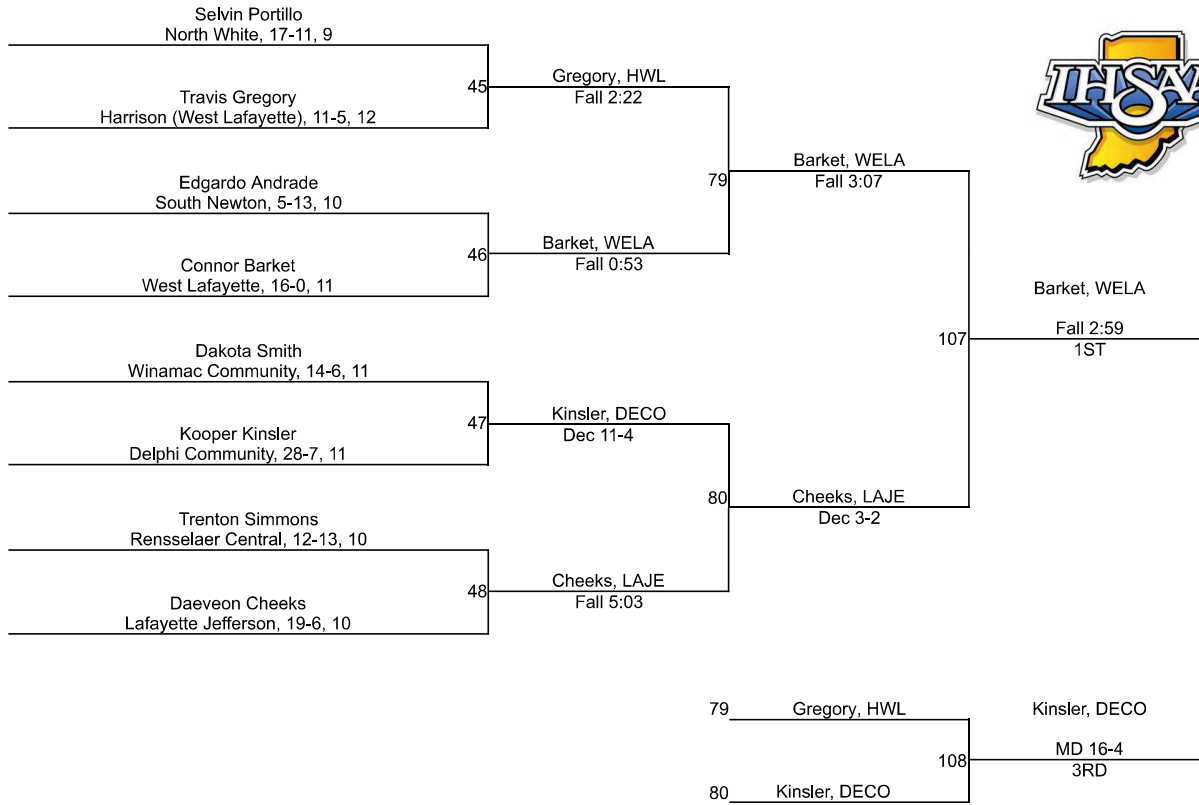 Selvin Portillo
North White, 17-11, 9
Travis Gregory
Harrison (West Lafayette), 11-5, 12
45
Gregory, HWL
Fall 2:22
Edgardo Andrade
South Newton, 5-13, 10
Connor Barket
West Lafayette, 16-0, 11
46
Barket, WELA
Fall 0:53
79
Barket, WELA
Fall 3:07
Dakota Smith
Winamac Community, 14-6, 11
Kooper Kinsler
Delphi Community, 28-7, 11
47
Kinsler, DECO
Dec 11-4
Trenton Simmons
Rensselaer Central, 12-13, 10
Daeveon Cheeks
Lafayette Jefferson, 19-6, 10
48
Cheeks, LAJE
Fall 5:03
80
Cheeks, LAJE
Dec 3-2
107
Barket, WELA
Fall 2:59
1ST
IHSAA
79
Gregory, HWL
80
Kinsler, DECO
108
Kinsler, DECO
MD 16-4
3RD